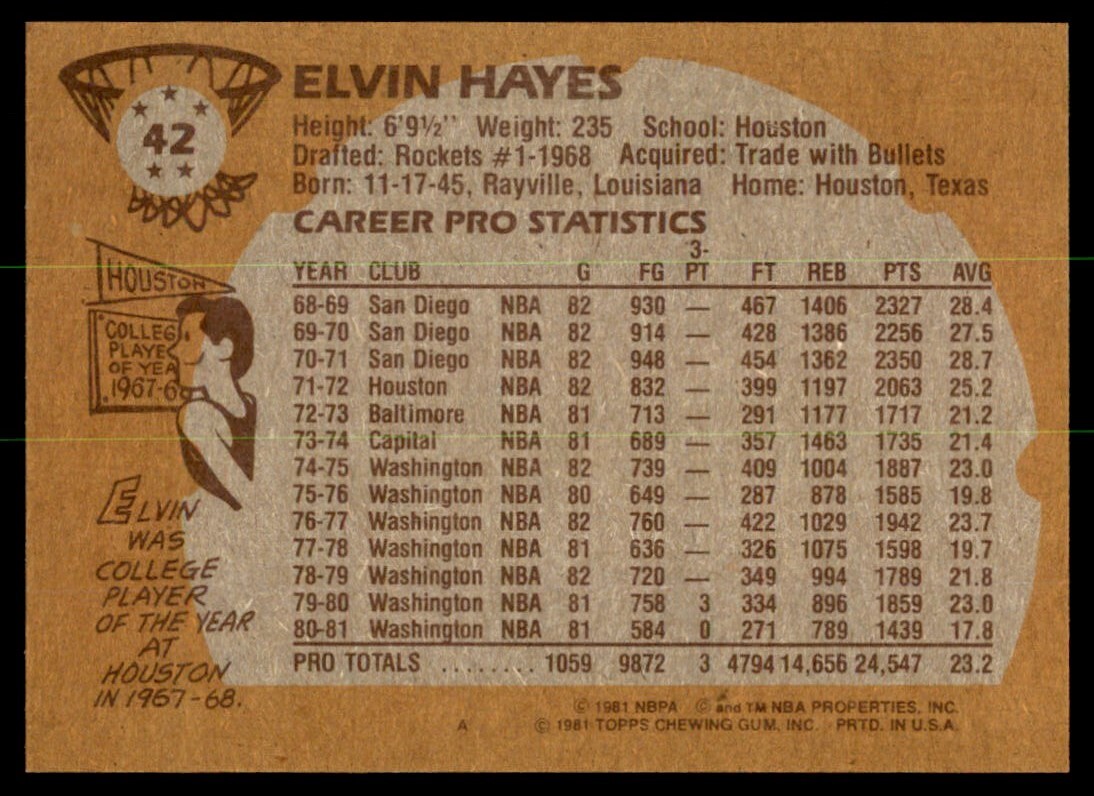 42
ELVIN HAYES
Height: 6'9½" Weight: 235 School: Houston
Drafted: Rockets #1-1968 Acquired: Trade with Bullets
Born: 11-17-45, Rayville, Louisiana Home: Houston, Texas
CAREER PRO STATISTICS
YEAR CLUB G FG 3-PT FT REB PTS AVG
68-69 San Diego NBA 82 930 — 467 1406 2327 28.4
69-70 San Diego NBA 82 914 — 428 1386 2256 27.5
70-71 San Diego NBA 82 948 — 454 1362 2350 28.7
71-72 Houston NBA 82 832 — 399 1197 2063 25.2
72-73 Baltimore NBA 81 713 — 291 1177 1717 21.2
73-74 Capital NBA 81 689 — 357 1463 1735 21.4
74-75 Washington NBA 82 739 — 409 1004 1887 23.0
75-76 Washington NBA 80 649 — 287 878 1585 19.8
76-77 Washington NBA 82 760 — 422 1029 1942 23.7
77-78 Washington NBA 81 636 — 326 1075 1598 19.7
78-79 Washington NBA 82 720 — 349 994 1789 21.8
79-80 Washington NBA 81 758 3 334 896 1859 23.0
80-81 Washington NBA 81 584 0 271 789 1439 17.8
PRO TOTALS ........ 1059 9872 3 4794 14,656 24,547 23.2
HOUSTON
COLLEG
PLAYE
OF YEA
1967-6
ELVIN
WAS
COLLEGE
PLAYER
OF THE YEAR
AT
HOUSTON
IN 1967-68.
© 1981 NBPA © and TM NBA PROPERTIES, INC.
A © 1981 TOPPS CHEWING GUM, INC. PRTD. IN U.S.A.